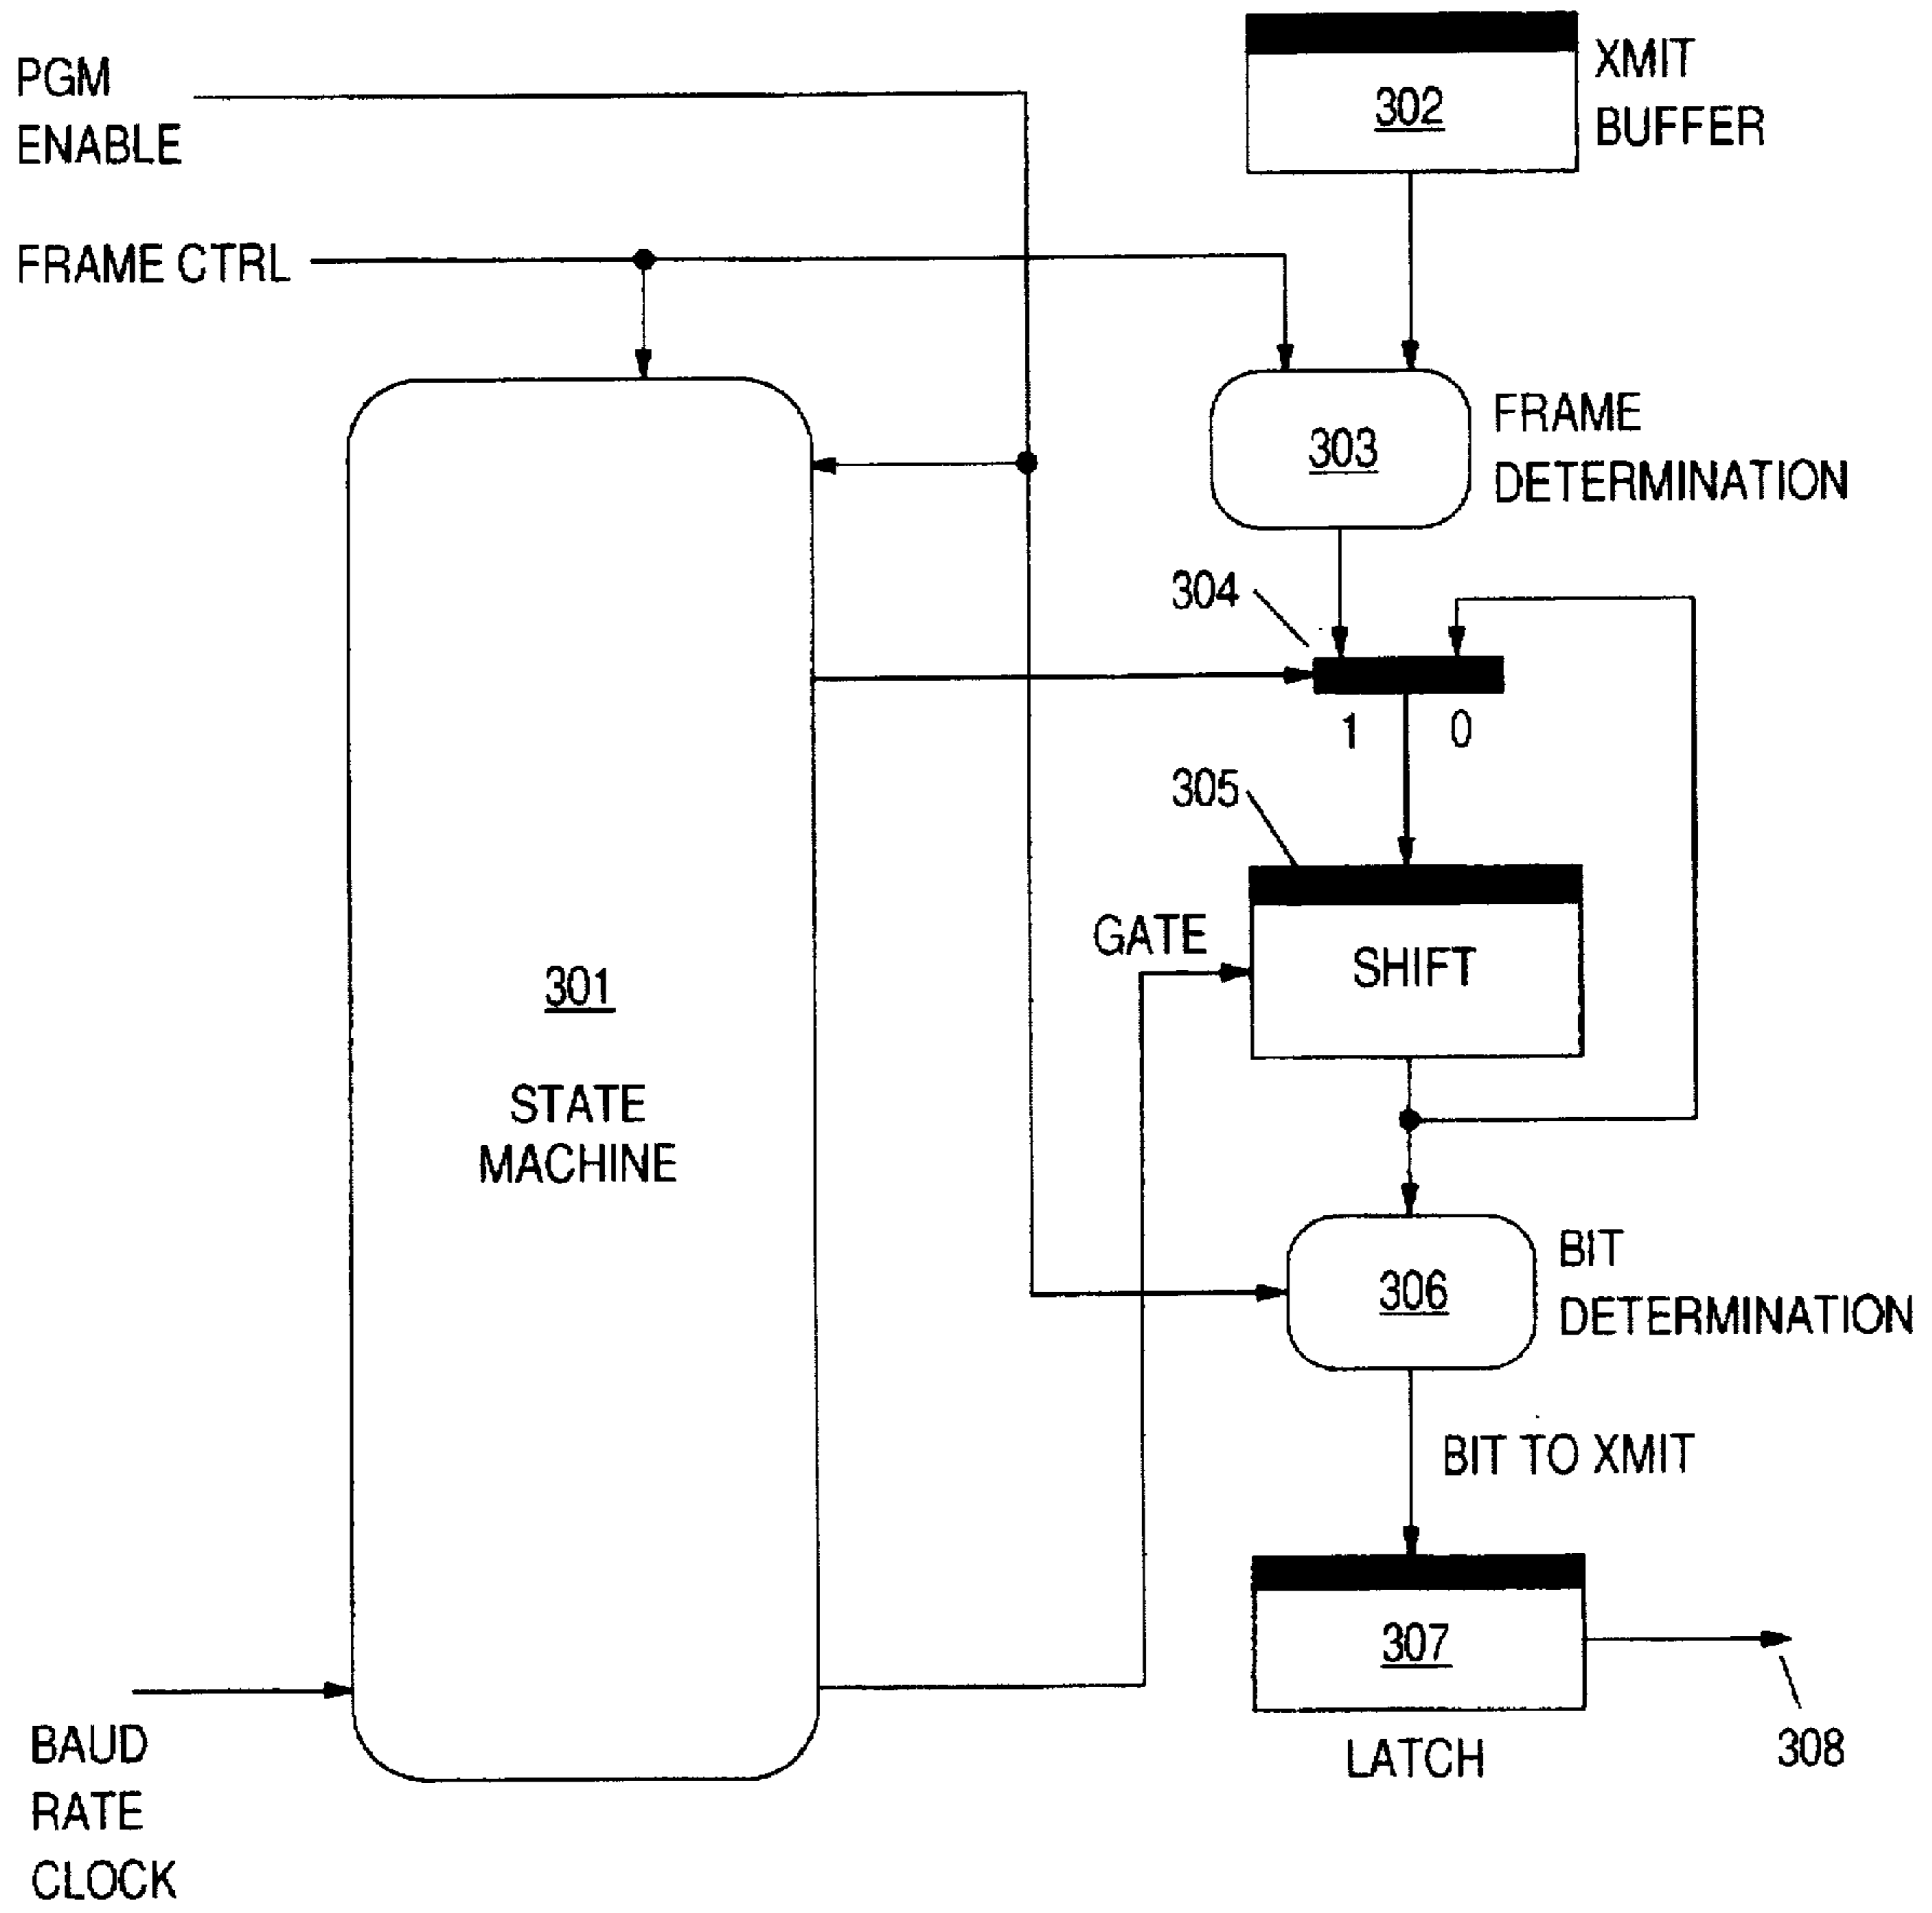 PGM
ENABLE
XMIT
BUFFER
302
FRAME CTRL
303
FRAME
DETERMINATION
304
1 0
305
GATE
SHIFT
301
STATE
MACHINE
306
BIT
DETERMINATION
BIT TO XMIT
307
LATCH
308
BAUD
RATE
CLOCK